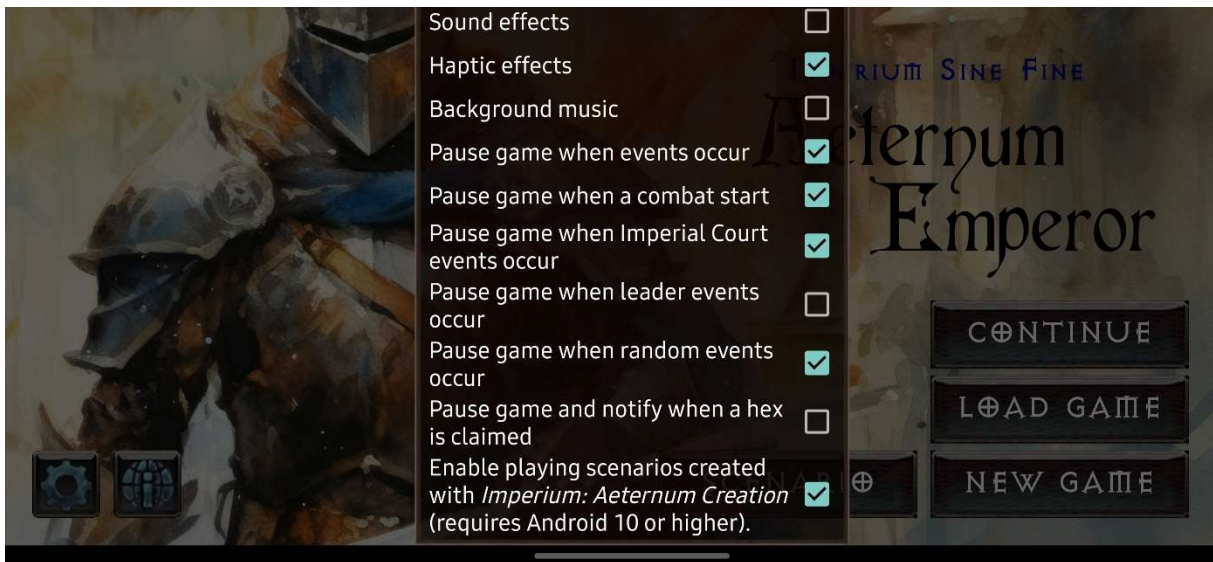 Sound effects
Haptic effects
Background music
Pause game when events occur
Pause game when a combat start
Pause game when Imperial Court
events occur
Pause game when leader events
occur
Pause game when random events
occur
Pause game and notify when a hex
is claimed
Enable playing scenarios created
with Imperium: Aeternum Creation
(requires Android 10 or higher).
RIUM SINE FINE
Aeternum
Emperor
CONTINUE
LOAD GAME
NEW GAME